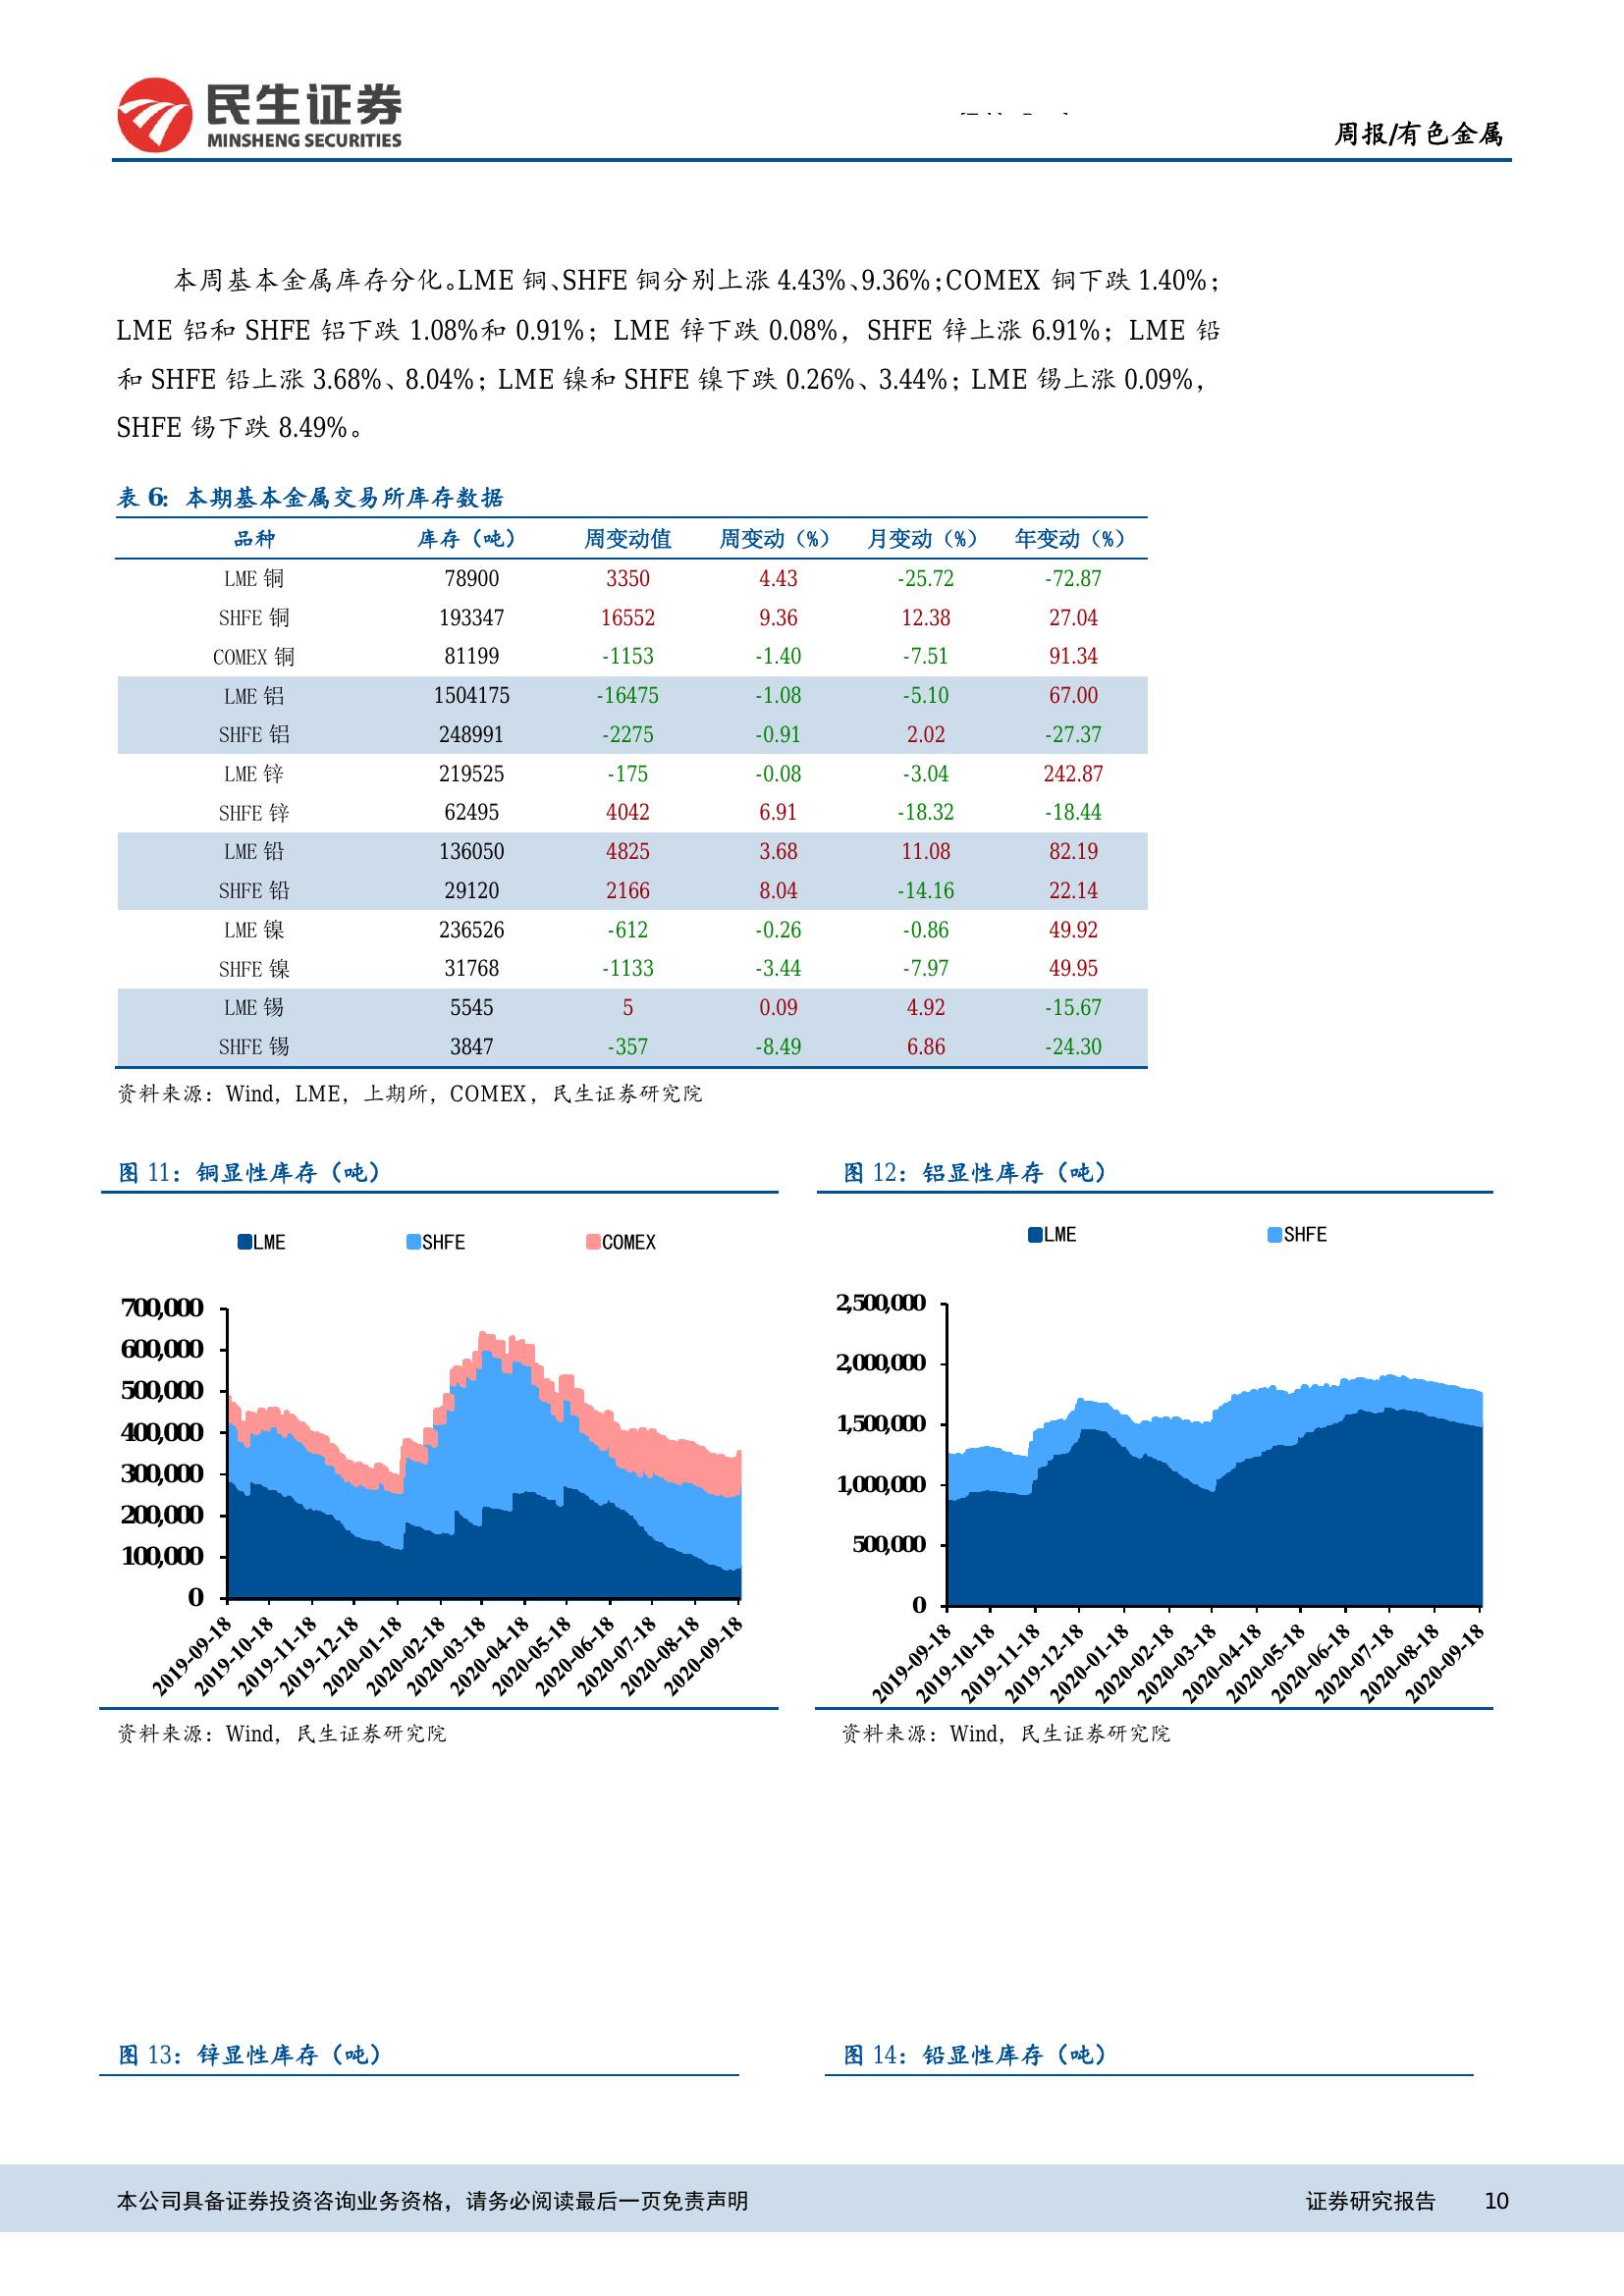 民生证券
MINSHENG SECURITIES
周报/有色金属
本周基本金属库存分化。LME 铜、SHFE 铜分别上涨 4.43%、9.36%；COMEX 铜下跌 1.40%；
LME 铝和 SHFE 铝下跌 1.08%和 0.91%；LME 锌下跌 0.08%，SHFE 锌上涨 6.91%；LME 铅
和 SHFE 铅上涨 3.68%、8.04%；LME 镍和 SHFE 镍下跌 0.26%、3.44%；LME 锡上涨 0.09%，
SHFE 锡下跌 8.49%。
表 6：本期基本金属交易所库存数据
品种 库存（吨） 周变动值 周变动（%） 月变动（%） 年变动（%）
LME 铜 78900 3350 4.43 -25.72 -72.87
SHFE 铜 193347 16552 9.36 12.38 27.04
COMEX 铜 81199 -1153 -1.40 -7.51 91.34
LME 铝 1504175 -16475 -1.08 -5.10 67.00
SHFE 铝 248991 -2275 -0.91 2.02 -27.37
LME 锌 219525 -175 -0.08 -3.04 242.87
SHFE 锌 62495 4042 6.91 -18.32 -18.44
LME 铅 136050 4825 3.68 11.08 82.19
SHFE 铅 29120 2166 8.04 -14.16 22.14
LME 镍 236526 -612 -0.26 -0.86 49.92
SHFE 镍 31768 -1133 -3.44 -7.97 49.95
LME 锡 5545 5 0.09 4.92 -15.67
SHFE 锡 3847 -357 -8.49 6.86 -24.30
资料来源：Wind，LME，上期所，COMEX，民生证券研究院
图 11：铜显性库存（吨）
LME SHFE COMEX
700,000
600,000
500,000
400,000
300,000
200,000
100,000
0
2019-09-18 2019-10-18 2019-11-18 2019-12-18 2020-01-18 2020-02-18 2020-03-18 2020-04-18 2020-05-18 2020-06-18 2020-07-18 2020-08-18 2020-09-18
资料来源：Wind，民生证券研究院
图 12：铝显性库存（吨）
LME SHFE
2,500,000
2,000,000
1,500,000
1,000,000
500,000
0
2019-09-18 2019-10-18 2019-11-18 2019-12-18 2020-01-18 2020-02-18 2020-03-18 2020-04-18 2020-05-18 2020-06-18 2020-07-18 2020-08-18 2020-09-18
资料来源：Wind，民生证券研究院
图 13：锌显性库存（吨）
图 14：铅显性库存（吨）
本公司具备证券投资咨询业务资格，请务必阅读最后一页免责声明
证券研究报告 10